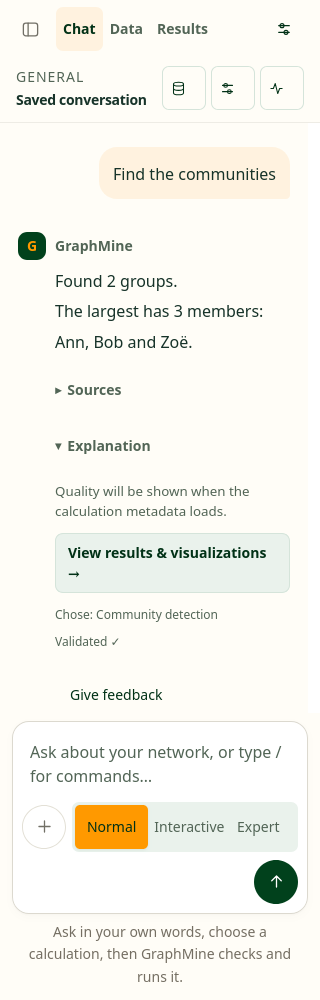 Chat Data Results
GENERAL
Saved conversation
Find the communities
G GraphMine
Found 2 groups.
The largest has 3 members:
Ann, Bob and Zoë.
▸ Sources
▾ Explanation
Quality will be shown when the
calculation metadata loads.
View results & visualizations
→
Chose: Community detection
Validated ✓
Give feedback
Ask about your network, or type /
for commands...
Normal Interactive Expert
Ask in your own words, choose a
calculation, then GraphMine checks and
runs it.